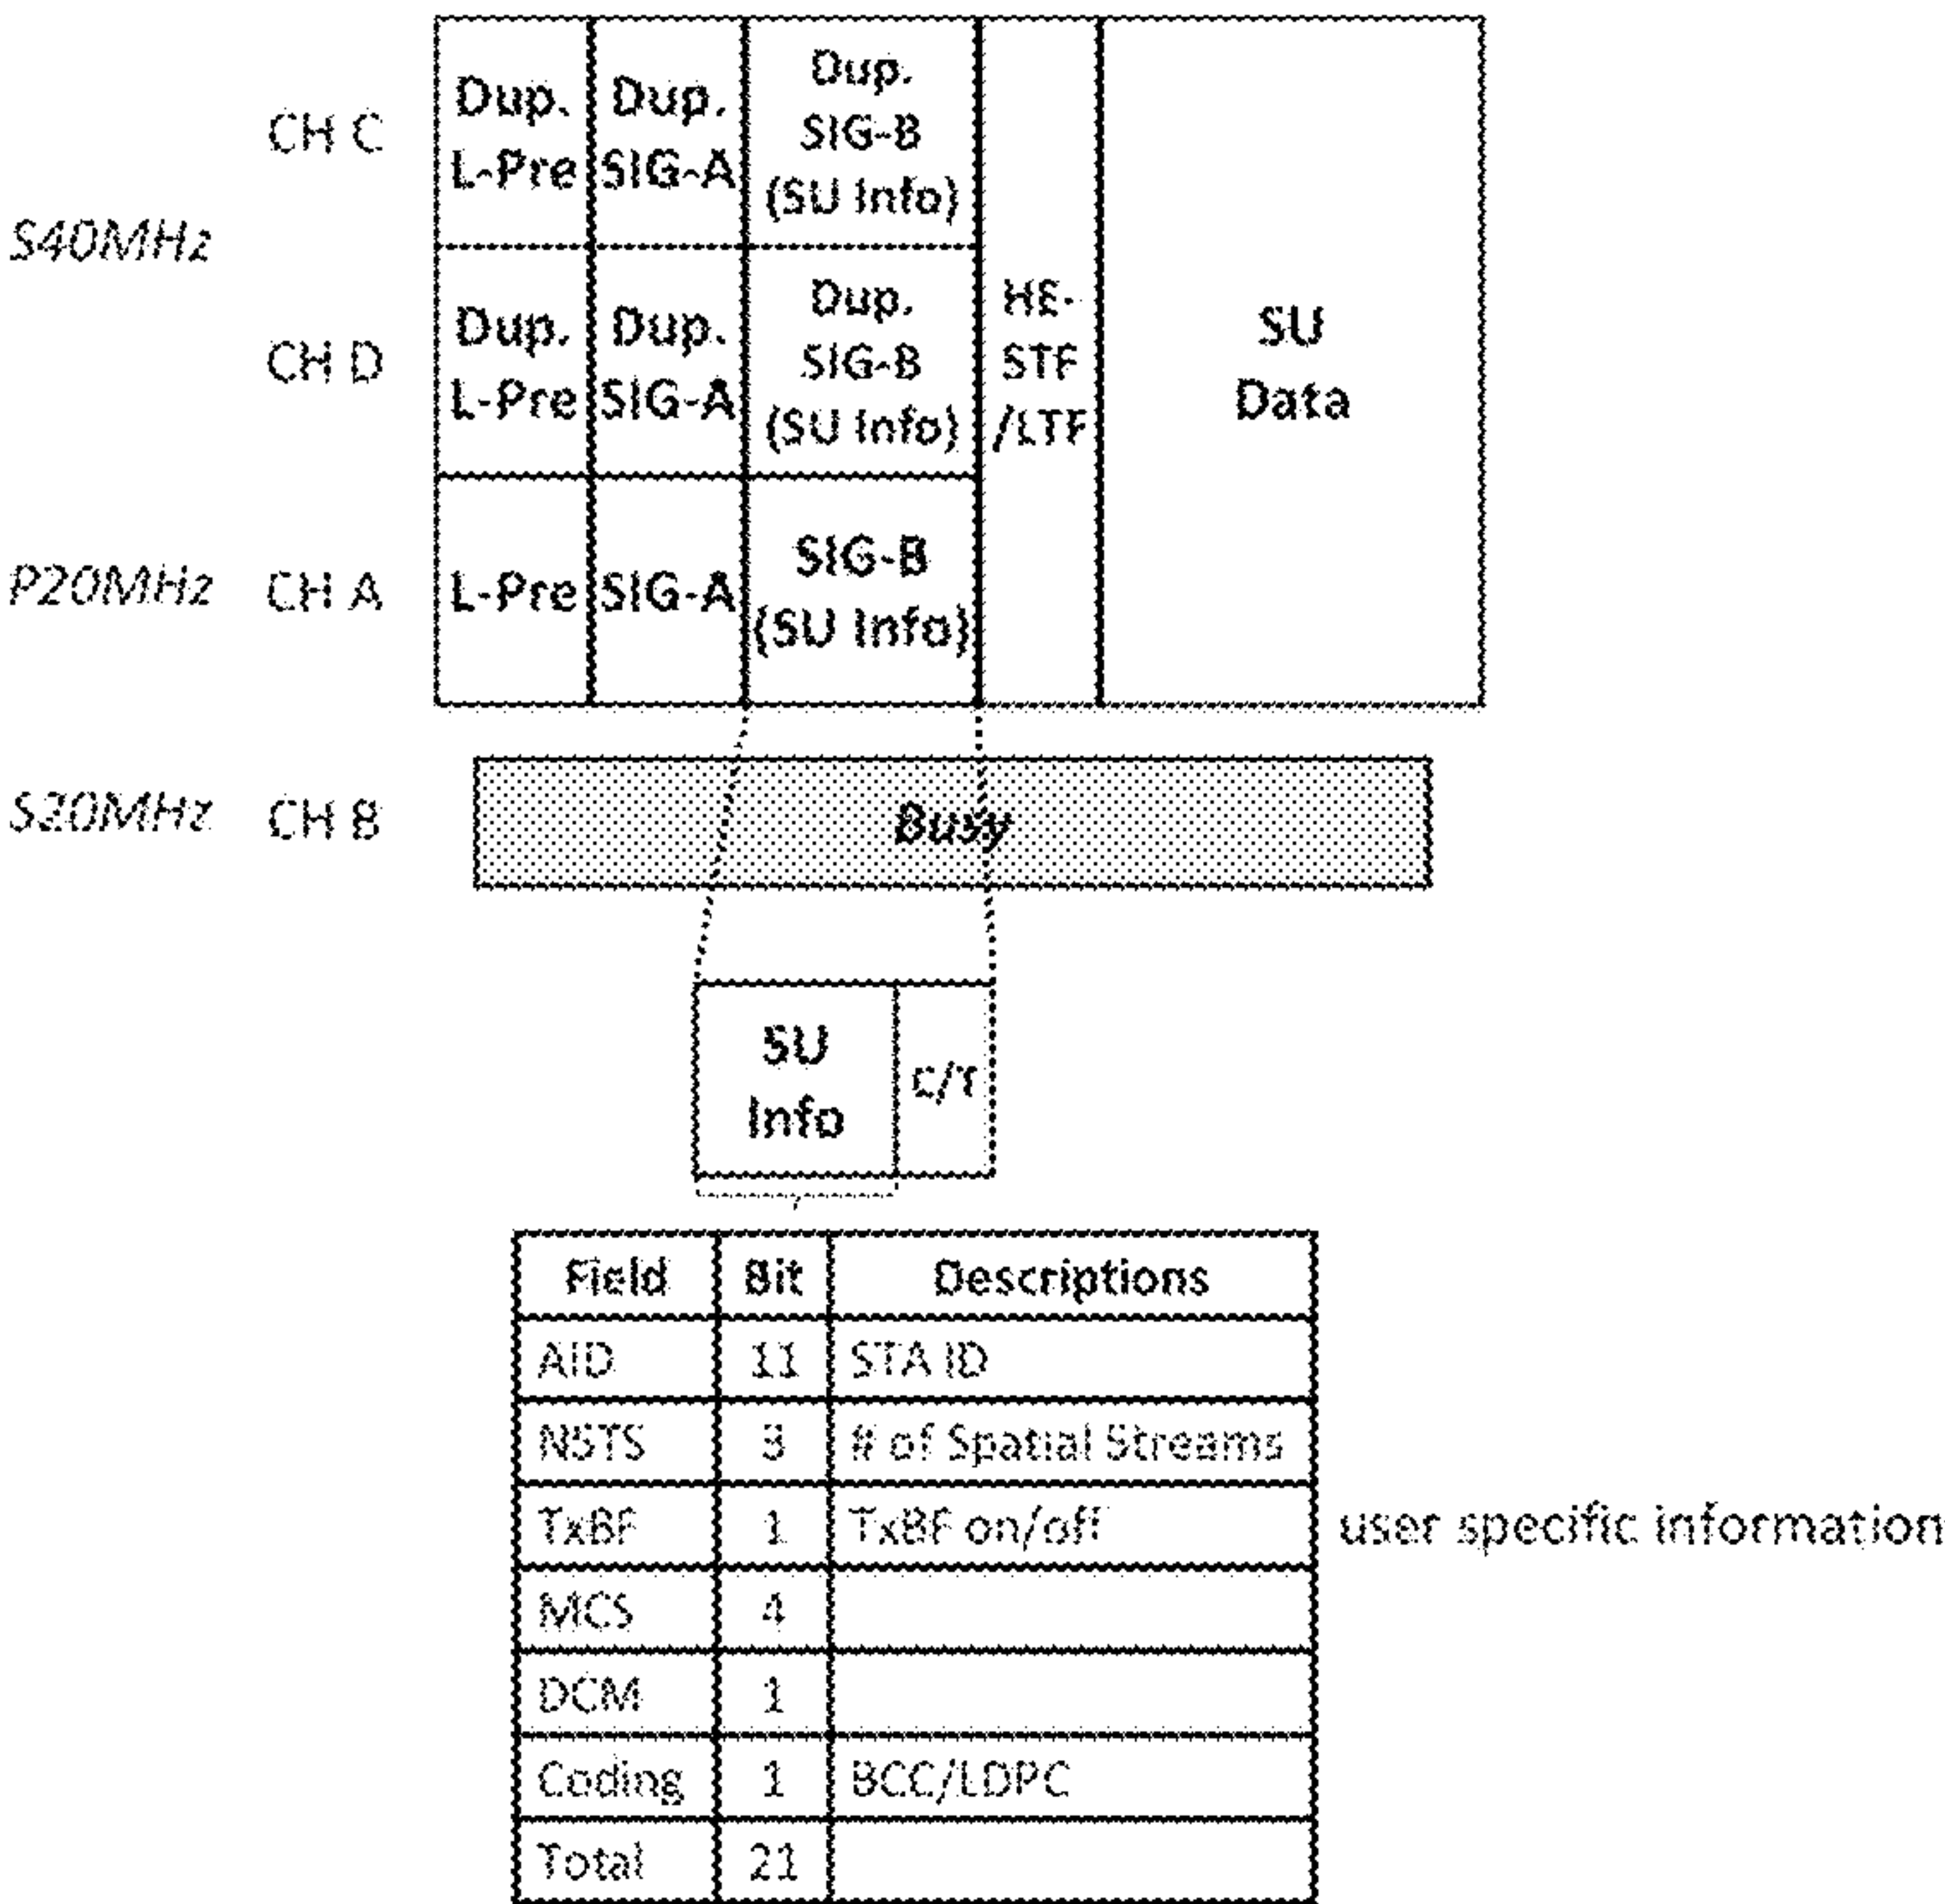 CH C
Dup.
L-Pre
Dup.
SIG-A
Dup.
SIG-B
(SU Info)
S40MHz
CH D
Dup.
L-Pre
Dup.
SIG-A
Dup.
SIG-B
(SU Info)
HE-
STF
/LTF
SU
Data
P20MHz
CH A
L-Pre
SIG-A
SIG-B
(SU Info)
S20MHz
CH B
Busy
SU
Info
C/T
Field Bit Descriptions
AID 11 STA ID
NSTS 3 # of Spatial Streams
TxBF 1 TxBF on/off
user specific information
MCS 4
DCM 1
Coding 1 BCC/LDPC
Total 21